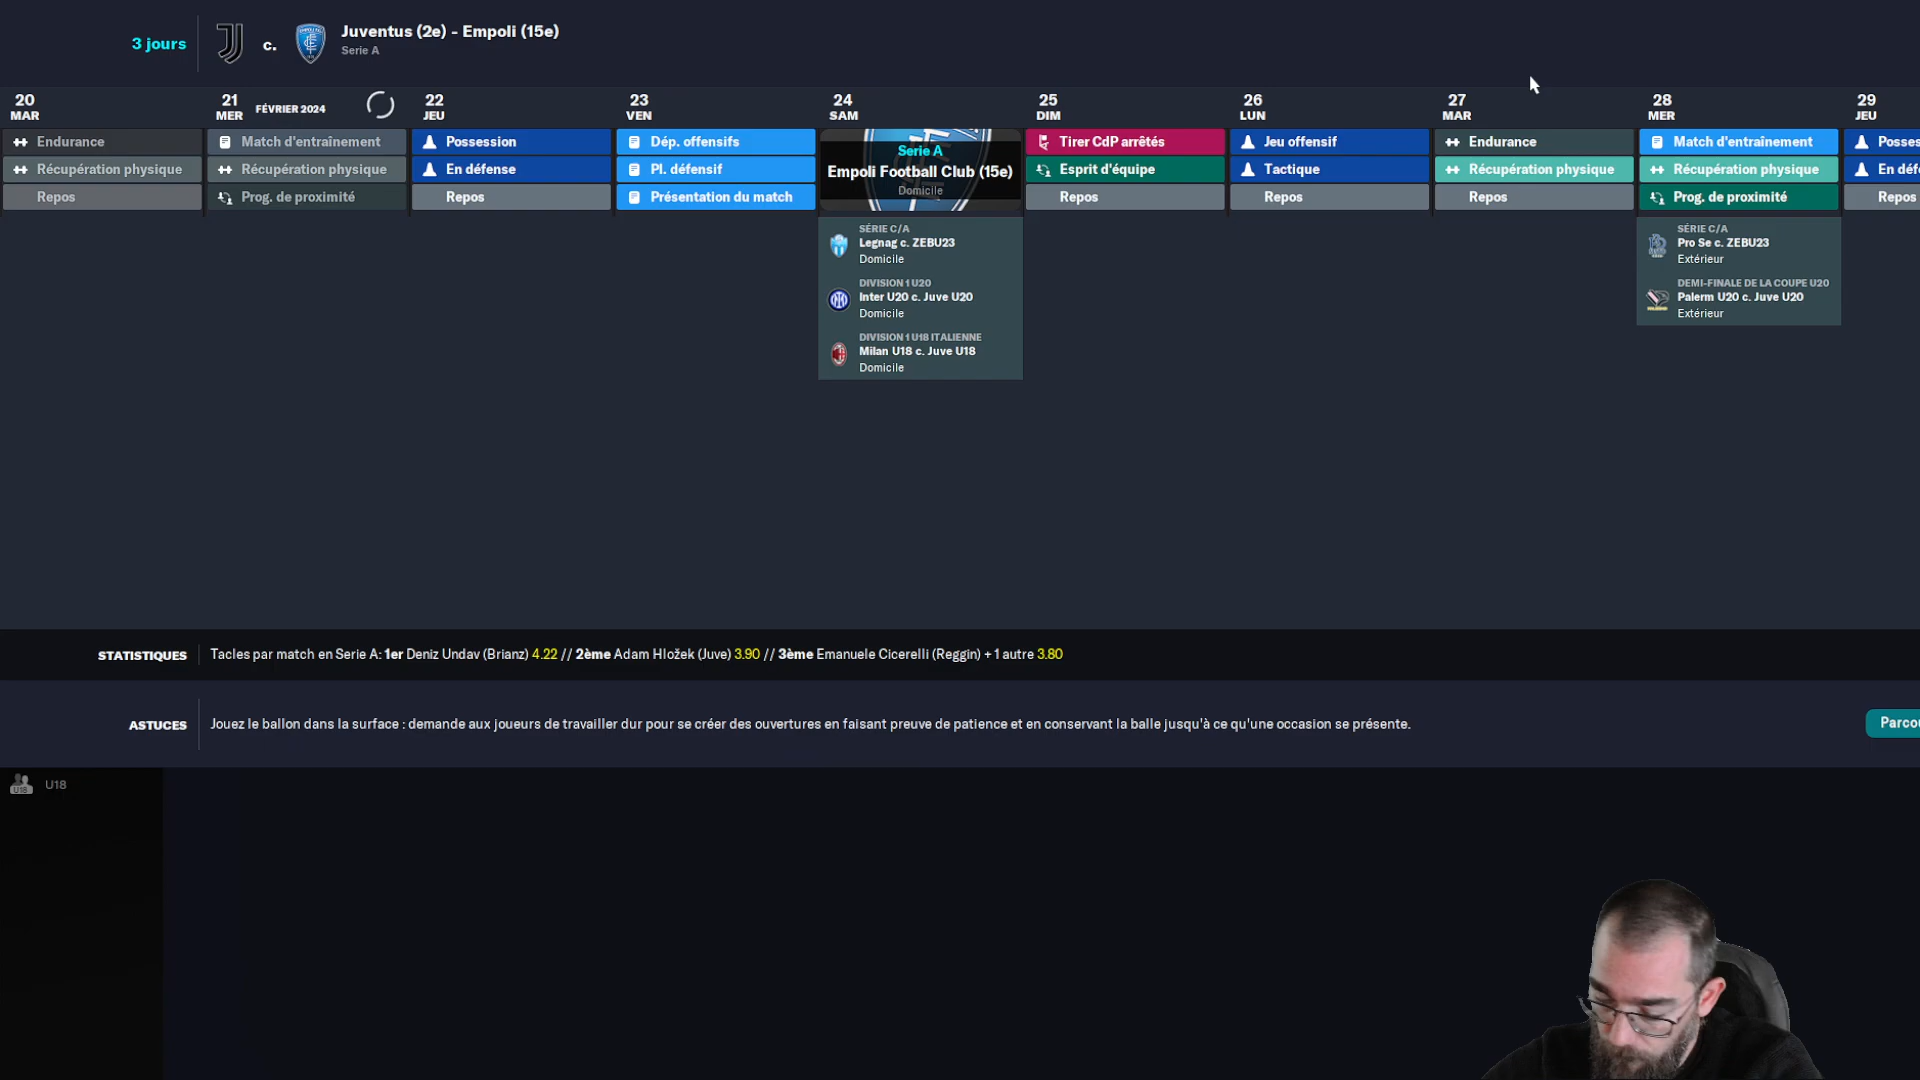 3 jours
c.
Juventus (2e) - Empoli (15e)
Serie A
20
MAR
21
MER
FÉVRIER 2024
22
JEU
23
VEN
24
SAM
25
DIM
26
LUN
27
MAR
28
MER
29
JEU
Endurance
Récupération physique
Repos
Match d'entraînement
Récupération physique
Prog. de proximité
Possession
En défense
Repos
Dép. offensifs
Pl. défensif
Présentation du match
Serie A
Empoli Football Club (15e)
Domicile
Tirer CdP arrêtés
Esprit d'équipe
Repos
Jeu offensif
Tactique
Repos
Endurance
Récupération physique
Repos
Match d'entraînement
Récupération physique
Prog. de proximité
Posses
En défe
Repos
SÉRIE C/A
Legnag c. ZEBU23
Domicile
DIVISION 1 U20
Inter U20 c. Juve U20
Domicile
DIVISION 1 U18 ITALIENNE
Milan U18 c. Juve U18
Domicile
SÉRIE C/A
Pro Se c. ZEBU23
Extérieur
DEMI-FINALE DE LA COUPE U20
Palerm U20 c. Juve U20
Extérieur
STATISTIQUES
Tacles par match en Serie A: 1er Deniz Undav (Brianz) 4.22 // 2ème Adam Hložek (Juve) 3.90 // 3ème Emanuele Cicerelli (Reggin) + 1 autre 3.80
ASTUCES
Jouez le ballon dans la surface : demande aux joueurs de travailler dur pour se créer des ouvertures en faisant preuve de patience et en conservant la balle jusqu'à ce qu'une occasion se présente.
Parcou
U18
U18